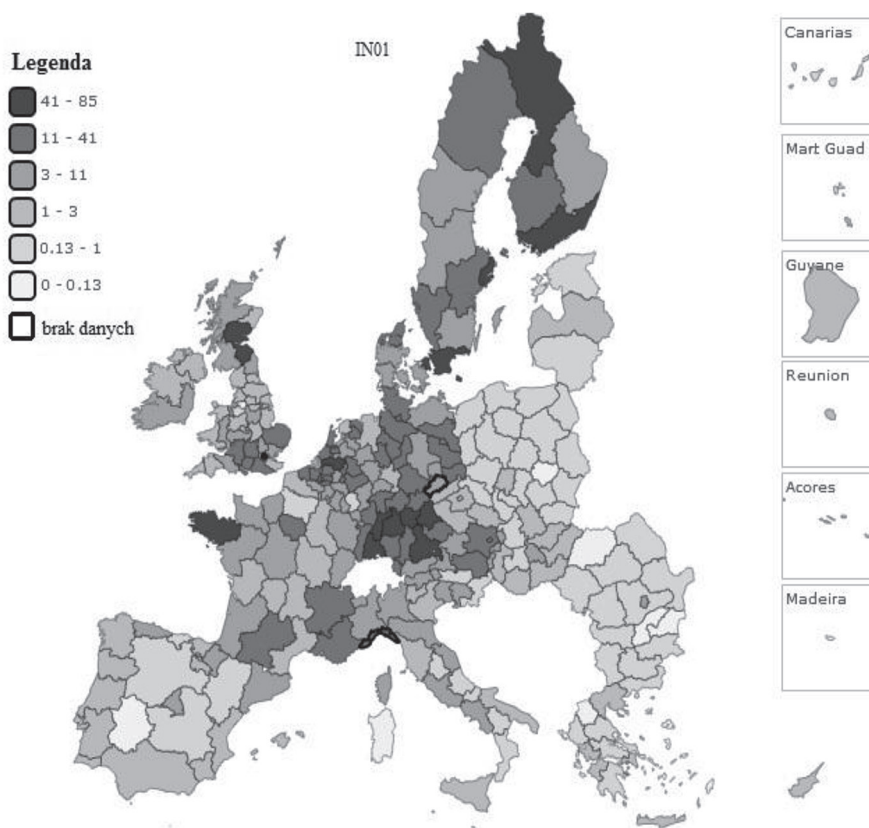 IN01
Legenda
41 - 85
11 - 41
3 - 11
1 - 3
0.13 - 1
0 - 0.13
brak danych
Canarias
Mart Guad
Guyane
Reunion
Acores
Madeira